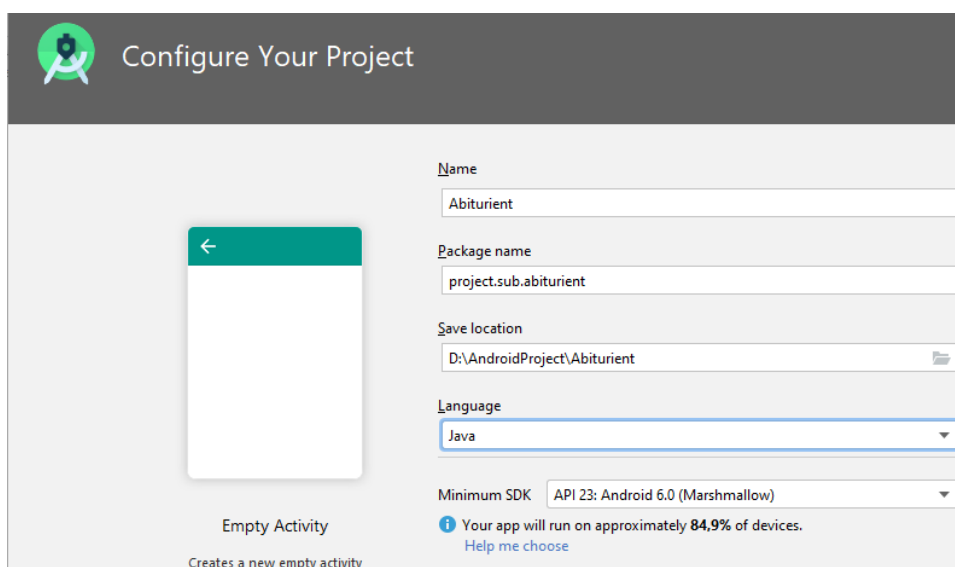 Configure Your Project
Name
Abiturient
Package name
project.sub.abiturient
Save location
D:\AndroidProject\Abiturient
Language
Java
Minimum SDK API 23: Android 6.0 (Marshmallow)
Your app will run on approximately 84,9% of devices.
Help me choose
Empty Activity
Creates a new empty activity